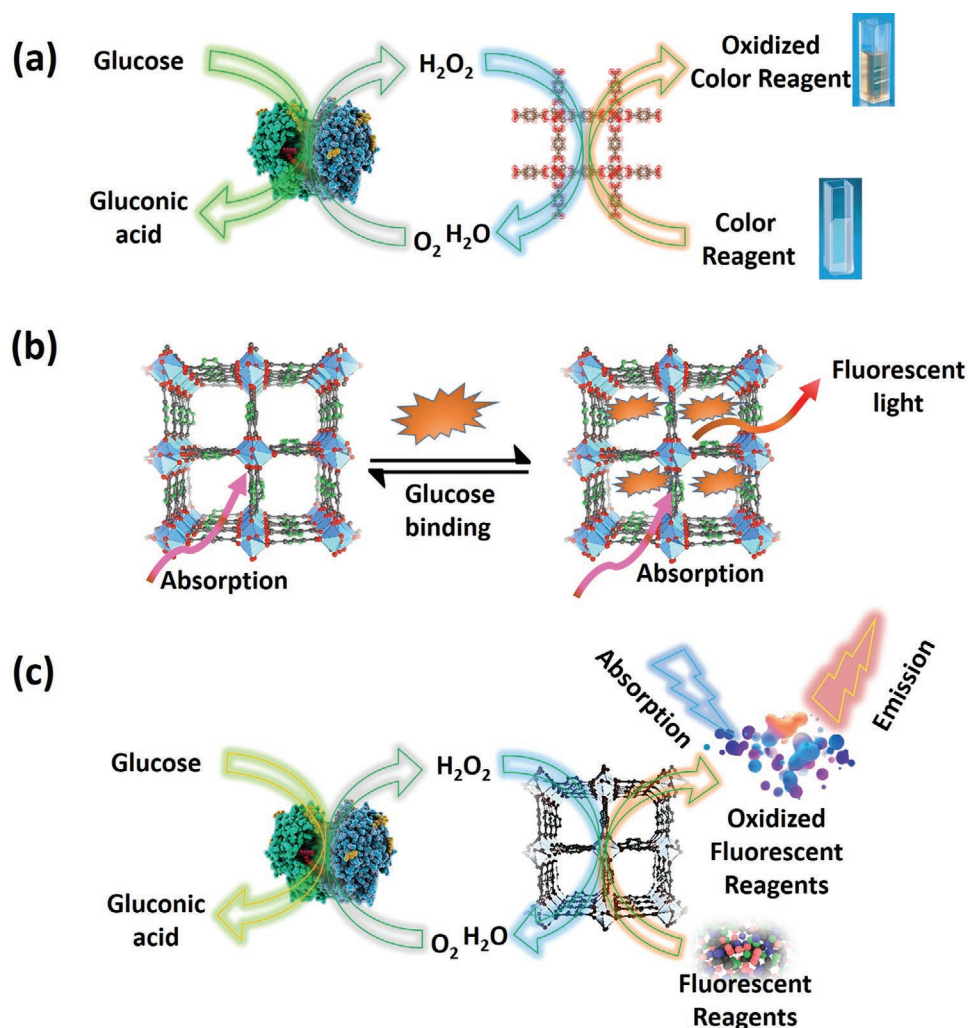 (a)
Glucose
H₂O₂
Oxidized
Color Reagent
Gluconic
acid
O₂
H₂O
Color
Reagent
(b)
Fluorescent
light
Glucose
binding
Absorption
Absorption
(c)
Absorption
Emission
Glucose
H₂O₂
Oxidized
Fluorescent
Reagents
Gluconic
acid
O₂
H₂O
Fluorescent
Reagents